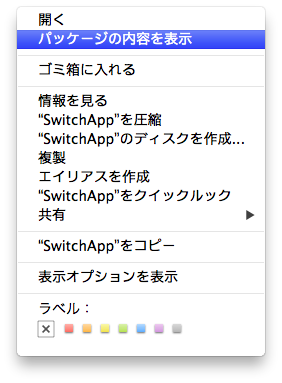 開く
パッケージの内容を表示
ゴミ箱に入れる
情報を見る
“SwitchApp”を圧縮
“SwitchApp”のディスクを作成...
複製
エイリアスを作成
“SwitchApp”をクイックルック
共有
“SwitchApp”をコピー
表示オプションを表示
ラベル：